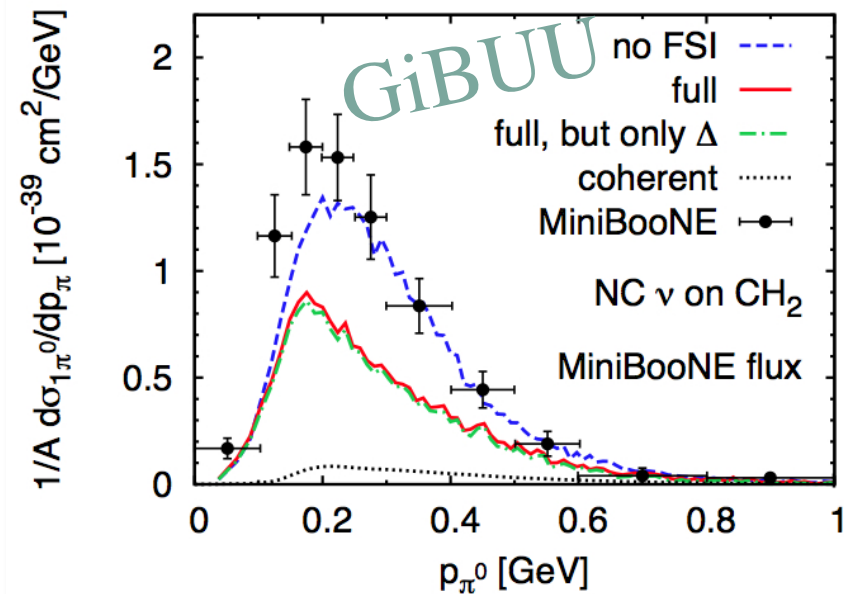 GiBUU
no FSI
full
full, but only Δ
coherent
MiniBooNE
NC ν on CH₂
MiniBooNE flux
1/A dσ₁π⁰/dpπ [10⁻³⁹ cm²/GeV]
2
1.5
1
0.5
0
0 0.2 0.4 0.6 0.8 1
pπ⁰ [GeV]